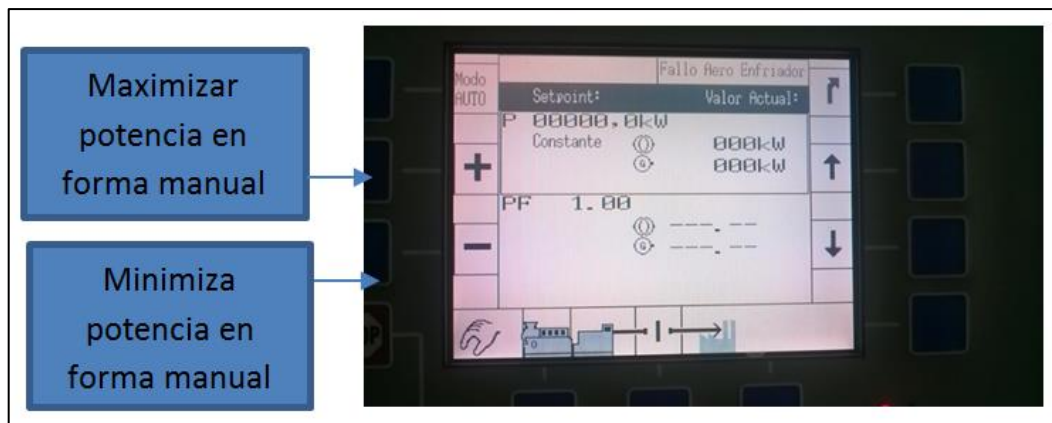 Maximizar
potencia en
forma manual
Minimiza
potencia en
forma manual
Modo
AUTO
Fallo Aero Enfriador
Setpoint:
Valor Actual:
P 00000,0kW
Constante
000kW
G
000kW
+
PF 1.00
---.--
G
---.--
-